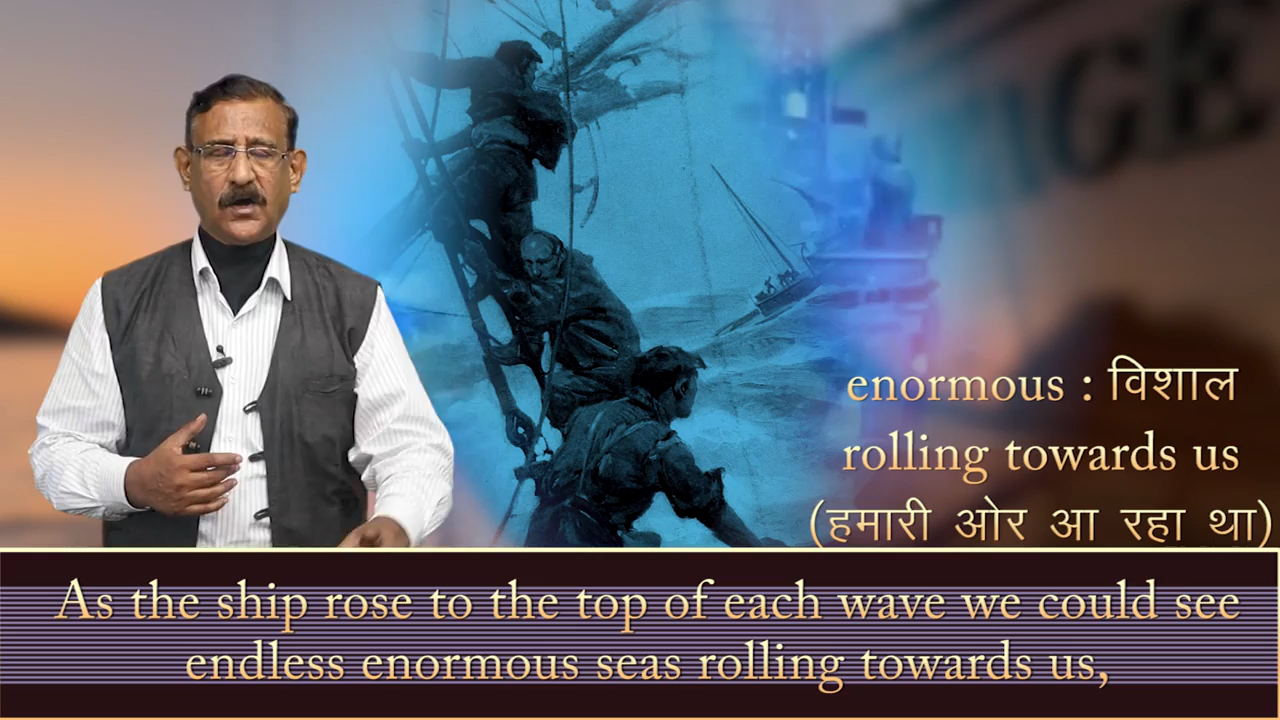 enormous : विशाल
rolling towards us
(हमारी ओर आ रहा था)
As the ship rose to the top of each wave we could see
endless enormous seas rolling towards us,